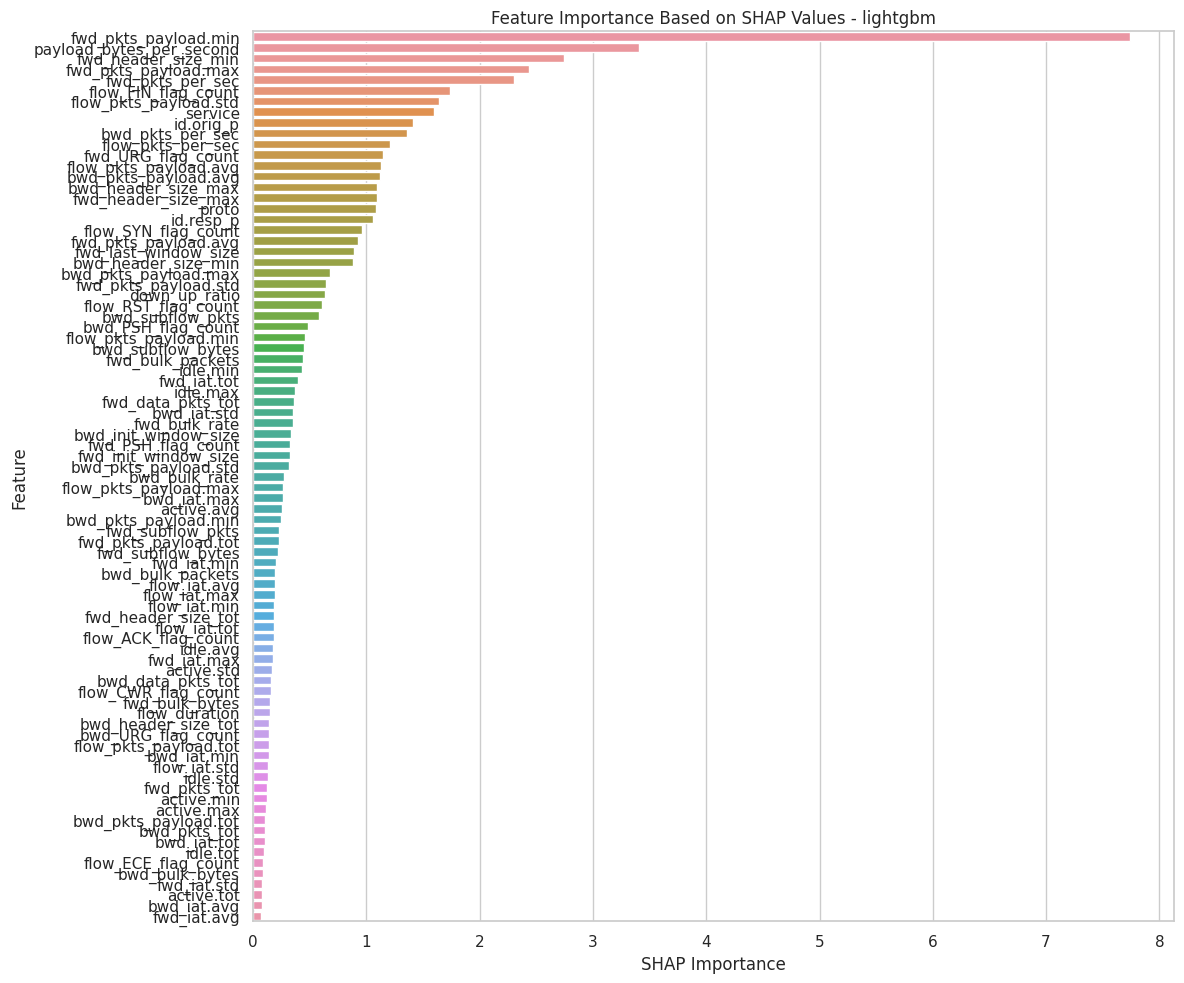 Feature Importance Based on SHAP Values - lightgbm
fwd_pkts_payload.min
payload_bytes_per_second
fwd_header_size_min
fwd_pkts_payload.max
fwd_pkts_per_sec
flow_FIN_flag_count
flow_pkts_payload.std
service
id.orig_p
bwd_pkts_per_sec
flow_pkts_per_sec
fwd_URG_flag_count
flow_pkts_payload.avg
bwd_pkts_payload.avg
bwd_header_size_max
fwd_header_size_max
proto
id.resp_p
flow_SYN_flag_count
fwd_pkts_payload.avg
fwd_last_window_size
bwd_header_size_min
bwd_pkts_payload.max
fwd_pkts_payload.std
down_up_ratio
flow_RST_flag_count
bwd_subflow_pkts
bwd_PSH_flag_count
flow_pkts_payload.min
bwd_subflow_bytes
fwd_bulk_packets
idle.min
fwd_iat.tot
idle.max
fwd_data_pkts_tot
bwd_iat.std
fwd_bulk_rate
bwd_init_window_size
fwd_PSH_flag_count
fwd_init_window_size
bwd_pkts_payload.std
bwd_bulk_rate
flow_pkts_payload.max
bwd_iat.max
active.avg
bwd_pkts_payload.min
fwd_subflow_pkts
fwd_pkts_payload.tot
fwd_subflow_bytes
fwd_iat.min
bwd_bulk_packets
flow_iat.avg
flow_iat.max
flow_iat.min
fwd_header_size_tot
flow_iat.tot
flow_ACK_flag_count
idle.avg
fwd_iat.max
active.std
bwd_data_pkts_tot
flow_CWR_flag_count
fwd_bulk_bytes
flow_duration
bwd_header_size_tot
bwd_URG_flag_count
flow_pkts_payload.tot
bwd_iat.min
flow_iat.std
idle.std
fwd_pkts_tot
active.min
active.max
bwd_pkts_payload.tot
bwd_pkts_tot
bwd_iat.tot
idle.tot
flow_ECE_flag_count
bwd_bulk_bytes
fwd_iat.std
active.tot
bwd_iat.avg
fwd_iat.avg
Feature
0 1 2 3 4 5 6 7 8
SHAP Importance